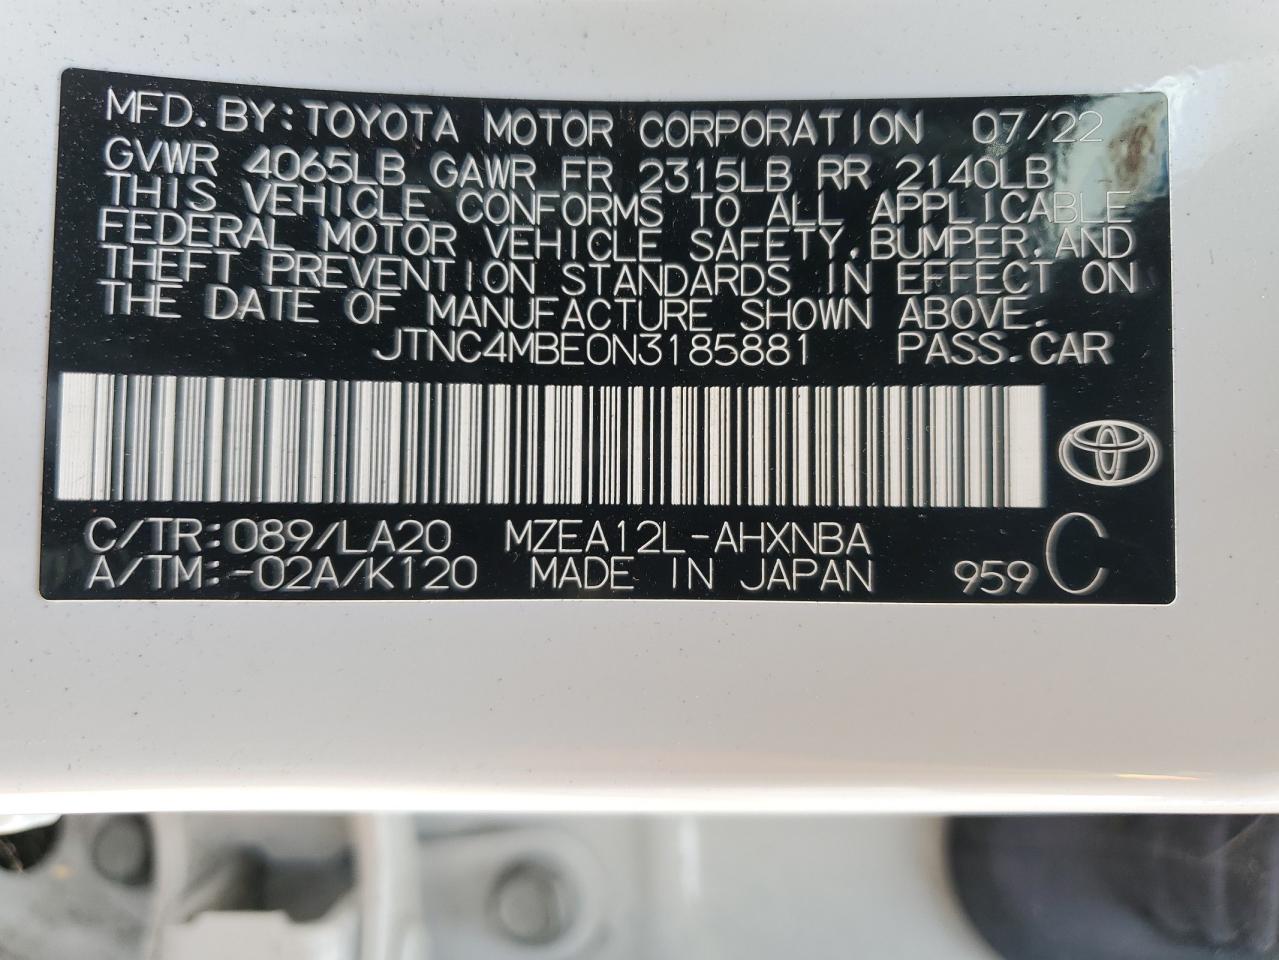 MFD. BY: TOYOTA MOTOR CORPORATION 07/22
GVWR 4065LB GAWR FR 2315LB RR 2140LB
THIS VEHICLE CONFORMS TO ALL APPLICABLE
FEDERAL MOTOR VEHICLE SAFETY, BUMPER, AND
THEFT PREVENTION STANDARDS IN EFFECT ON
THE DATE OF MANUFACTURE SHOWN ABOVE.
JTNC4MBE0N3185881 PASS. CAR
C/TR: 089/LA20 MZEA12L-AHXNBA C
A/TM: -02A/K120 MADE IN JAPAN 959